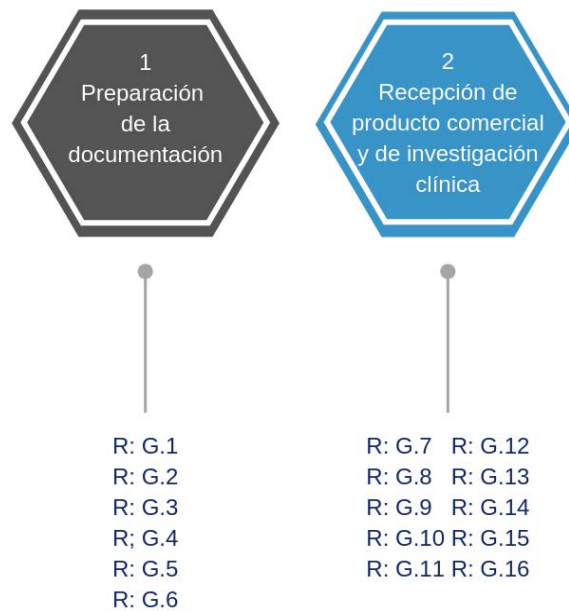 1
Preparación
de la
documentación
2
Recepción de
producto comercial
y de investigación
clínica
R: G.1
R: G.2
R: G.3
R; G.4
R: G.5
R: G.6
R: G.7
R: G.8
R: G.9
R: G.10
R: G.11
R: G.12
R: G.13
R: G.14
R: G.15
R: G.16